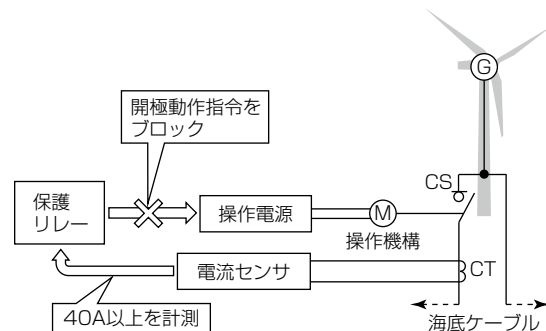 開極動作指令を
ブロック
G
CS
保護
リレー
操作電源
M
操作機構
電流センサ
CT
40A以上を計測
海底ケーブル